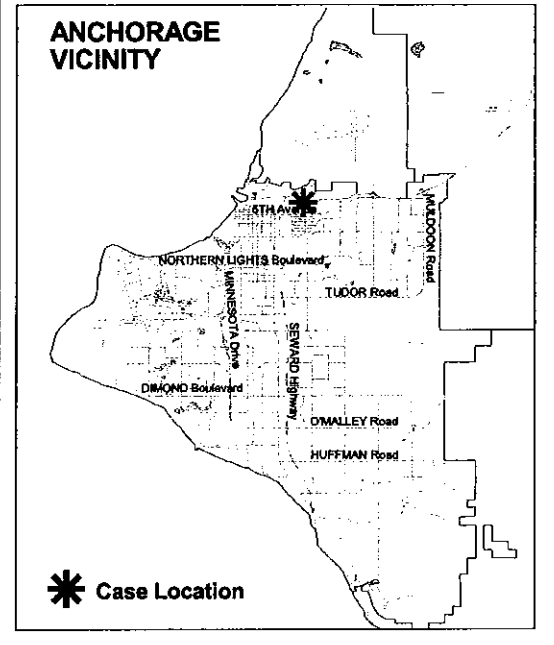 ANCHORAGE
VICINITY
5TH Avenue
MULDOON Road
NORTHERN LIGHTS Boulevard
TUDOR Road
MINNESOTA Drive
SEWARD Highway
DIMOND Boulevard
O'MALLEY Road
HUFFMAN Road
Case Location